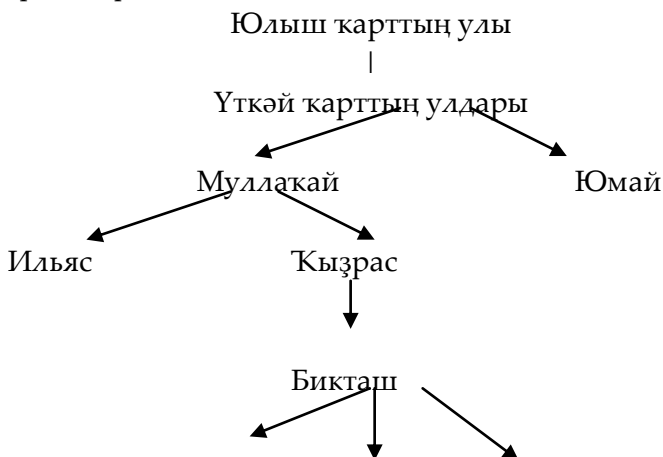 Юлыш ҡарттың улы
|
Үткәй ҡарттың улдары
Муллаҡай Юмай
Ильяс Ҡыҙрас
Бикташ